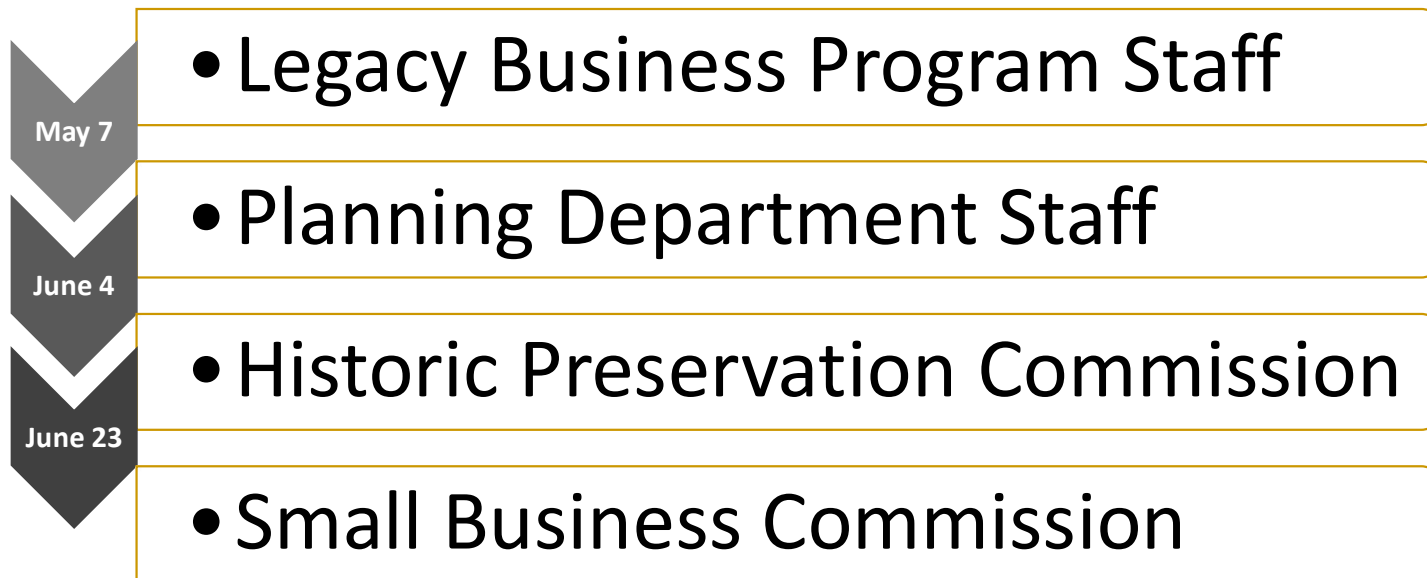 • Legacy Business Program Staff
May 7
• Planning Department Staff
June 4
• Historic Preservation Commission
June 23
• Small Business Commission